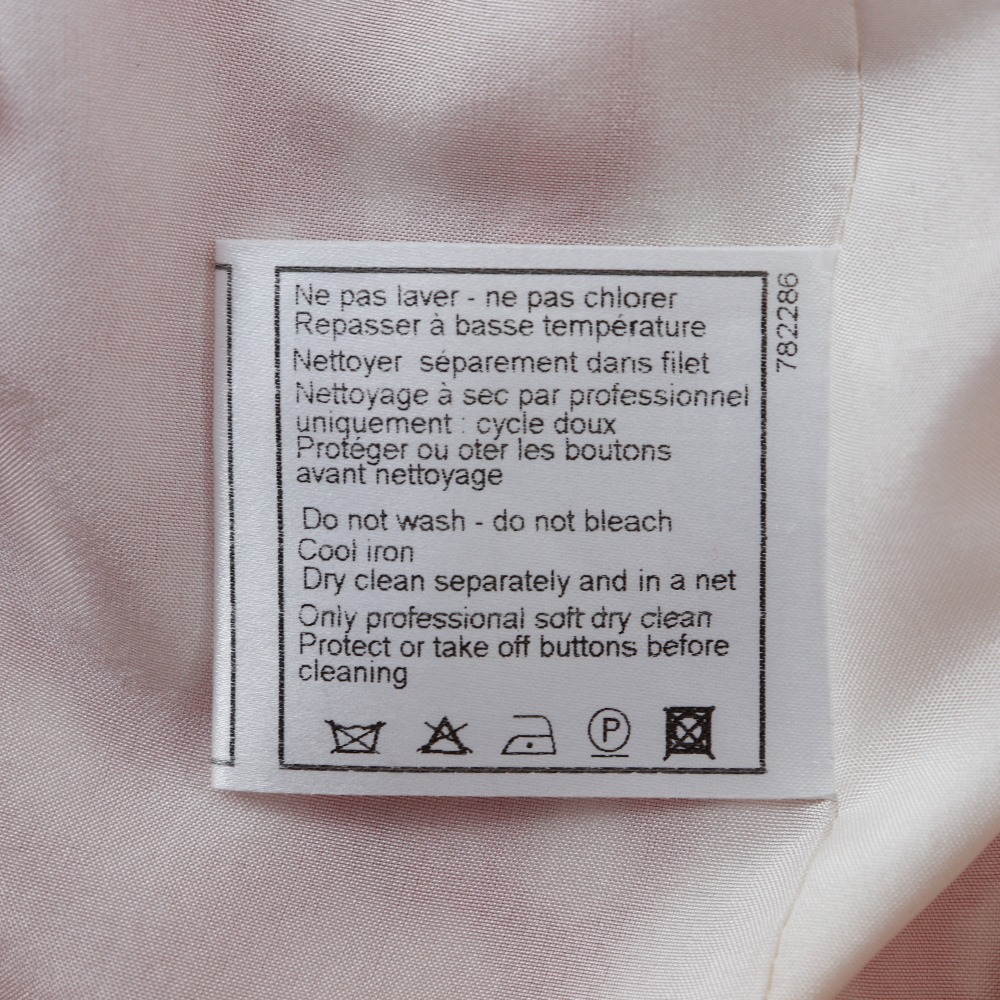 Ne pas laver - ne pas chlorer
Repasser à basse température
Nettoyer séparement dans filet
Nettoyage à sec par professionnel
uniquement : cycle doux
Protéger ou oter les boutons
avant nettoyage
Do not wash - do not bleach
Cool iron
Dry clean separately and in a net
Only professional soft dry clean
Protect or take off buttons before
cleaning
P
782286